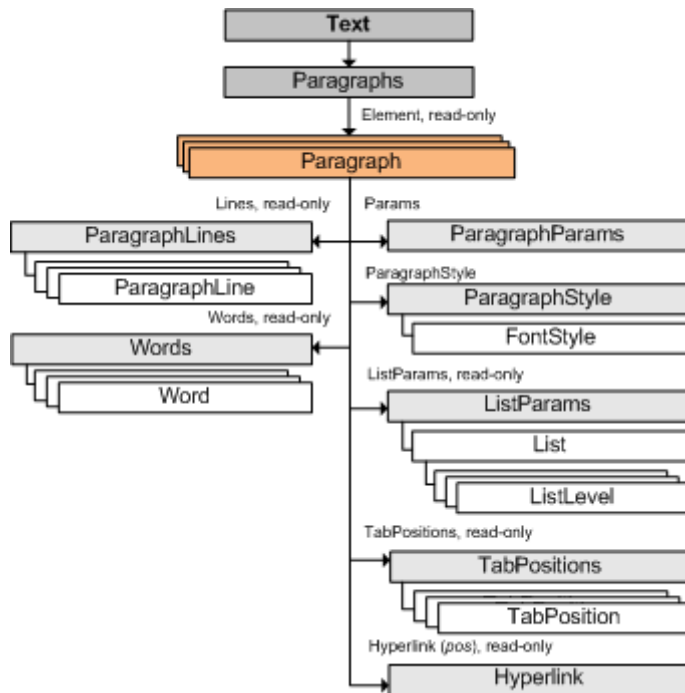 Text
Paragraphs
Element, read-only
Paragraph
Lines, read-only
Params
ParagraphLines
ParagraphParams
ParagraphLine
ParagraphStyle
ParagraphStyle
Words, read-only
FontStyle
Words
Word
ListParams, read-only
ListParams
List
ListLevel
TabPositions, read-only
TabPositions
TabPosition
Hyperlink (pos), read-only
Hyperlink